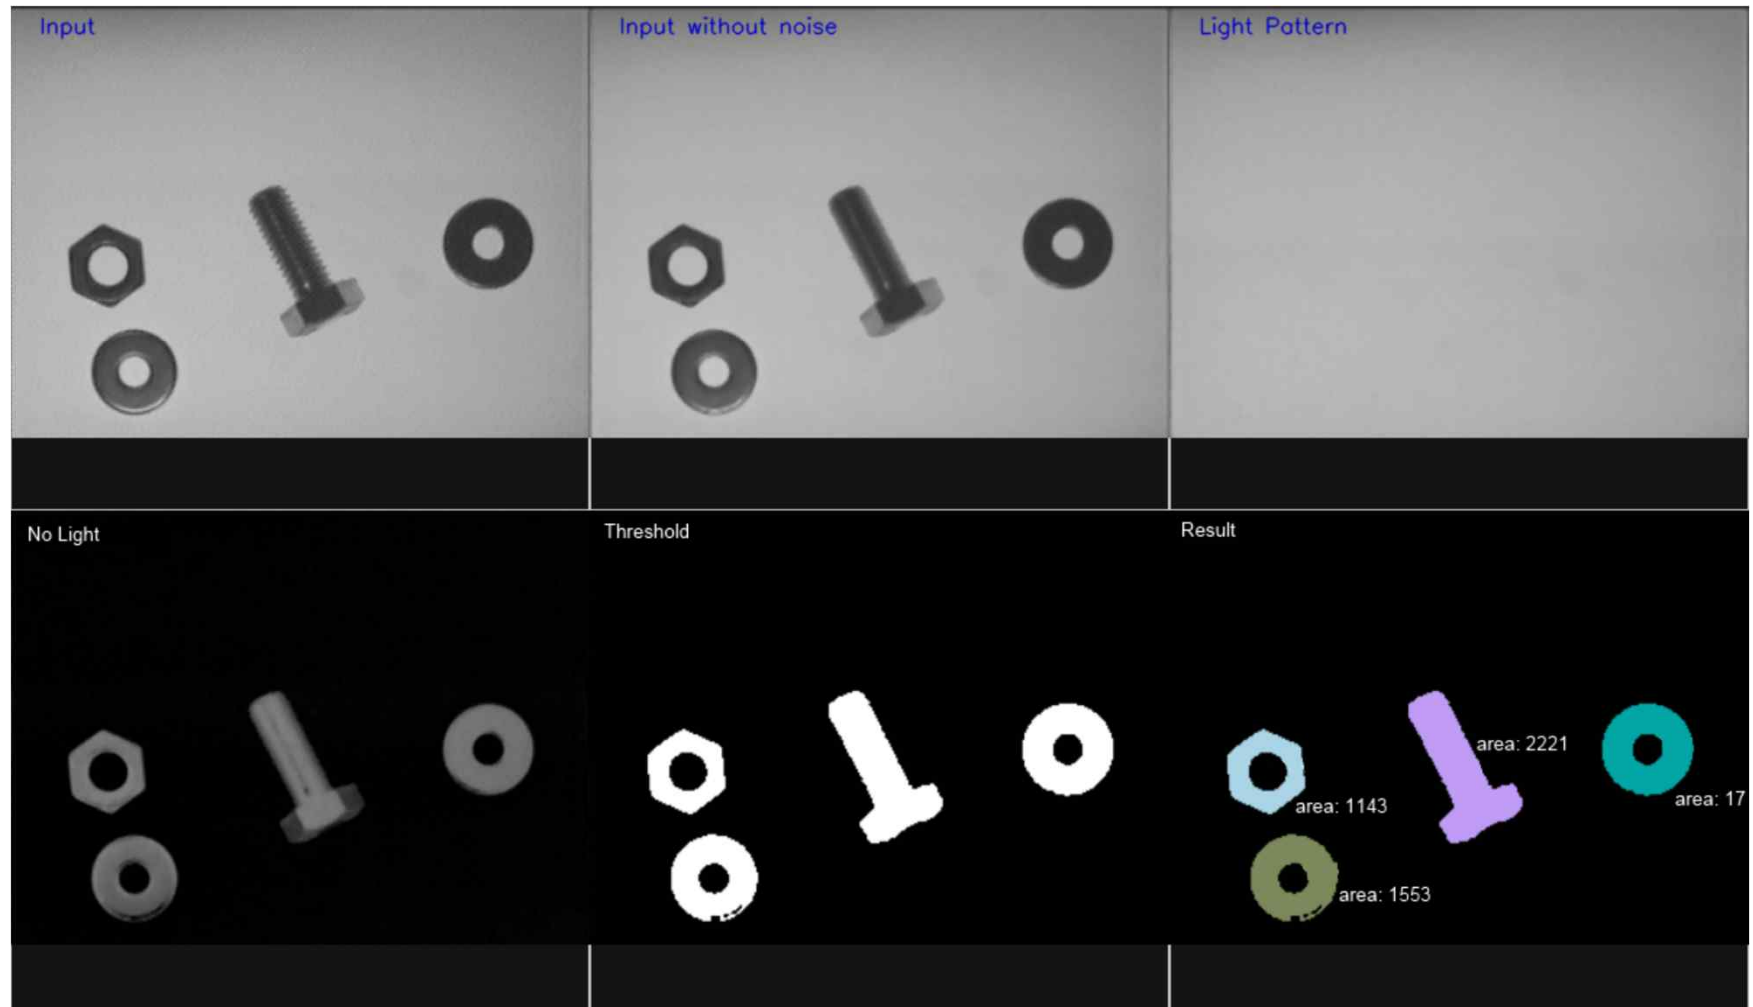 Input
Input without noise
Light Pattern
No Light
Threshold
Result
area: 2221
area: 17
area: 1143
area: 1553